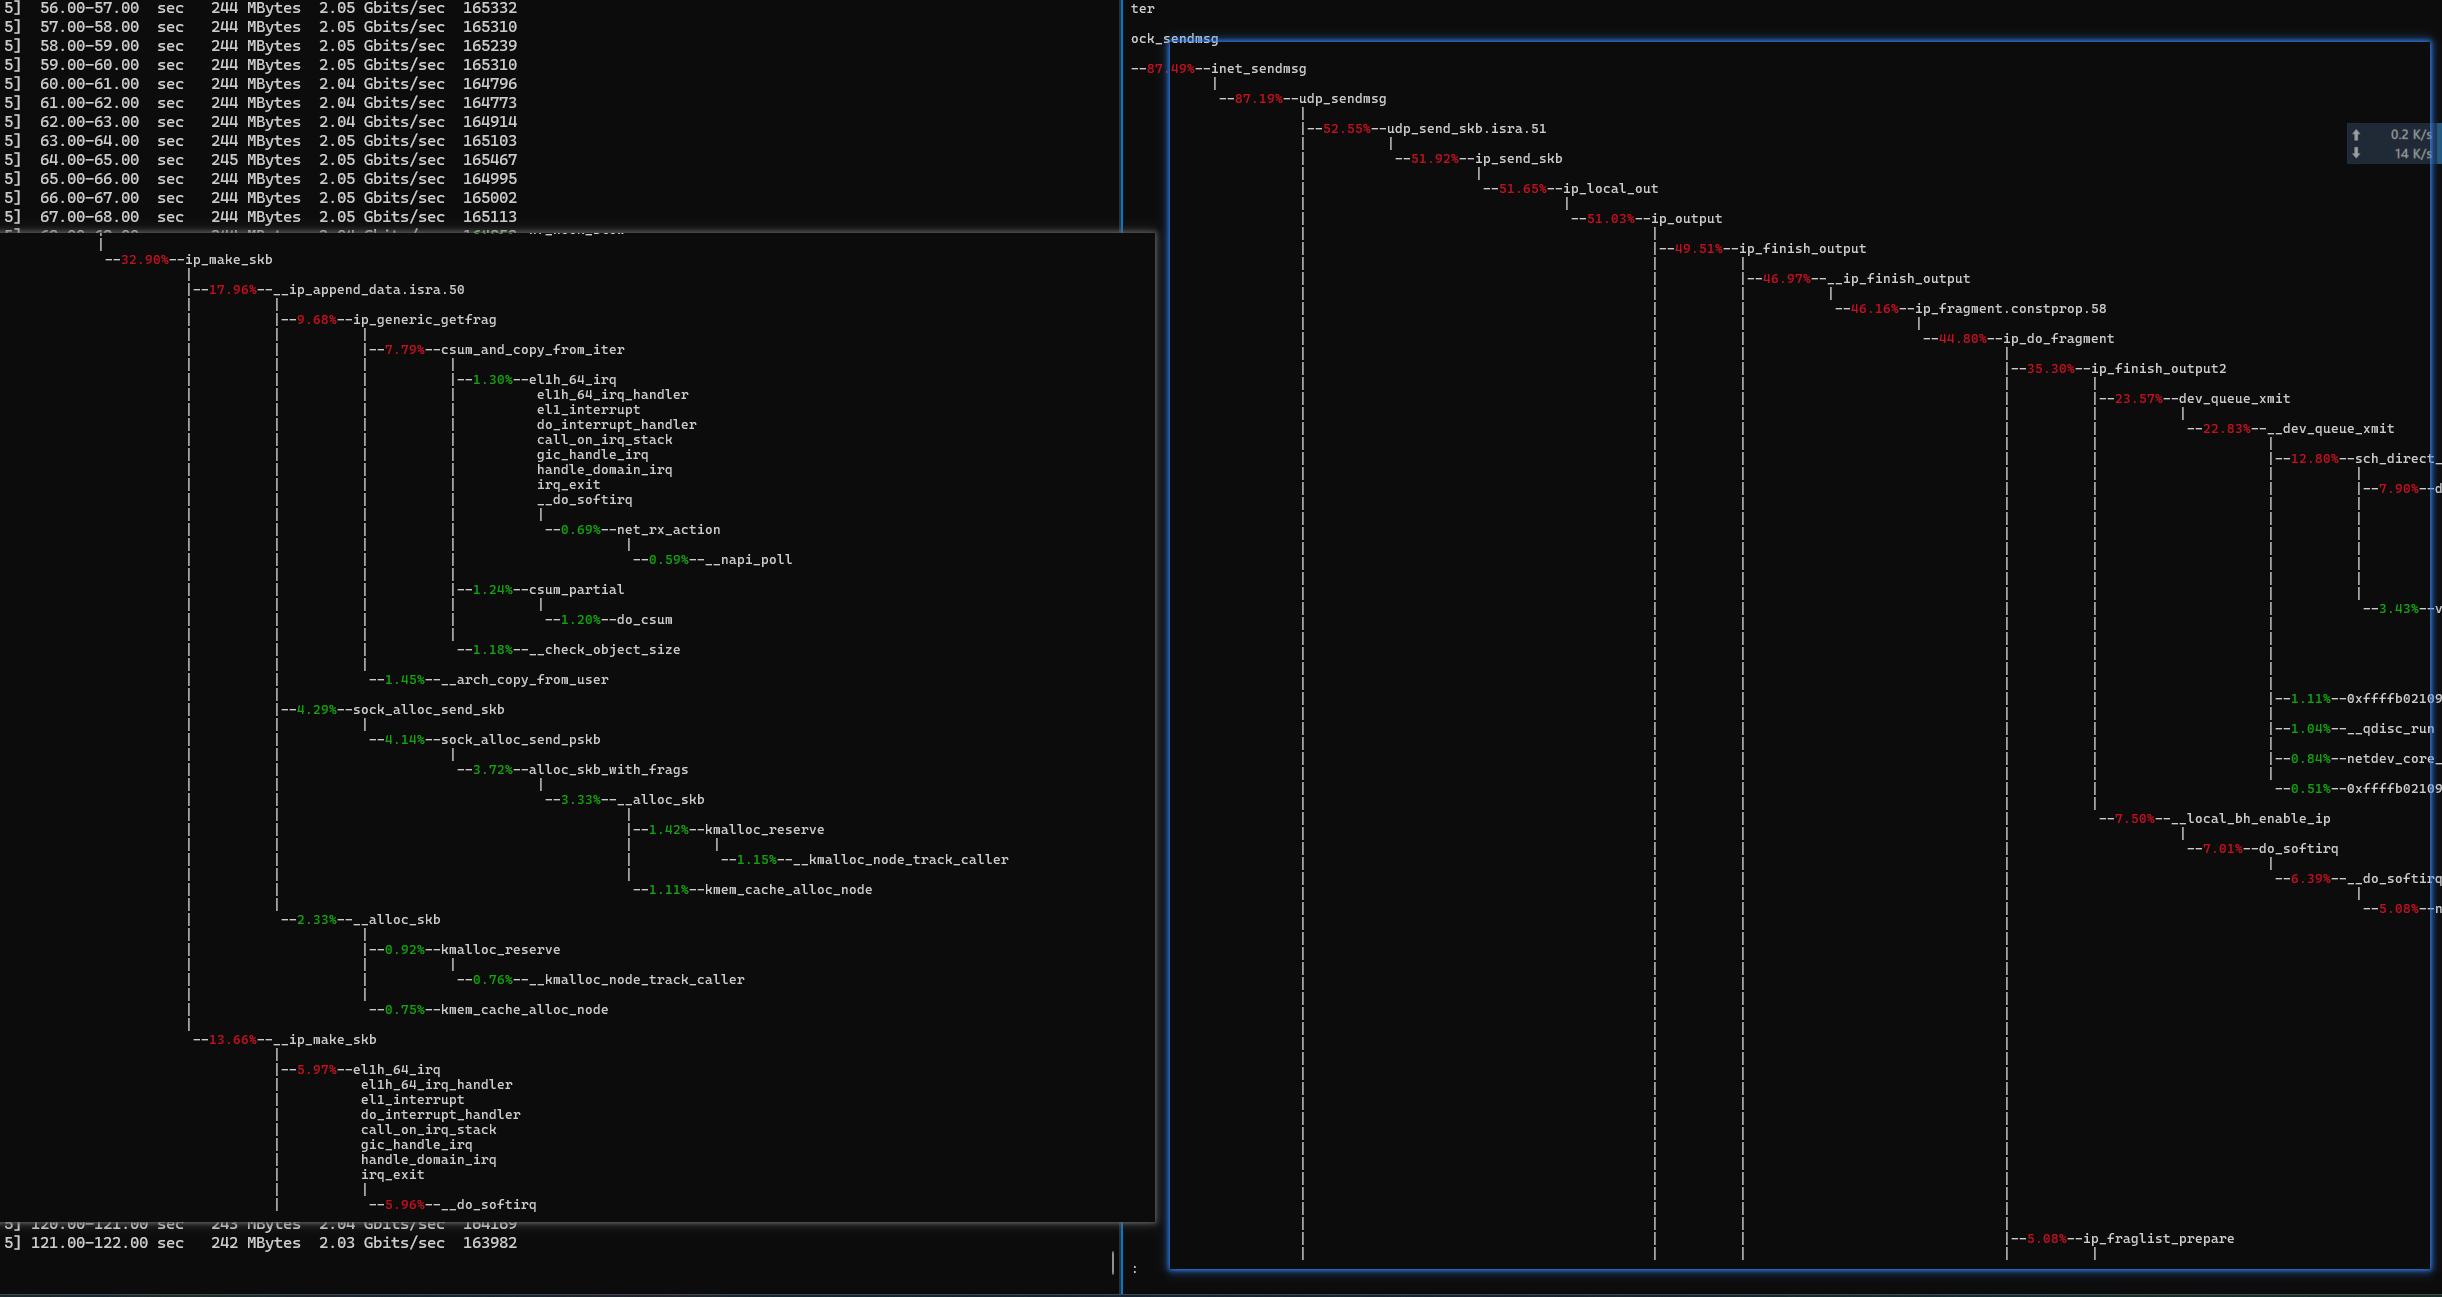 5]  56.00-57.00  sec   244 MBytes  2.05 Gbits/sec  165332
5]  57.00-58.00  sec   244 MBytes  2.05 Gbits/sec  165310
5]  58.00-59.00  sec   244 MBytes  2.05 Gbits/sec  165239
5]  59.00-60.00  sec   244 MBytes  2.05 Gbits/sec  165310
5]  60.00-61.00  sec   244 MBytes  2.04 Gbits/sec  164796
5]  61.00-62.00  sec   244 MBytes  2.04 Gbits/sec  164773
5]  62.00-63.00  sec   244 MBytes  2.04 Gbits/sec  164914
5]  63.00-64.00  sec   244 MBytes  2.05 Gbits/sec  165103
5]  64.00-65.00  sec   245 MBytes  2.05 Gbits/sec  165467
5]  65.00-66.00  sec   244 MBytes  2.05 Gbits/sec  164995
5]  66.00-67.00  sec   244 MBytes  2.05 Gbits/sec  165002
5]  67.00-68.00  sec   244 MBytes  2.05 Gbits/sec  165113
--32.90%--ip_make_skb
|--17.96%--__ip_append_data.isra.50
|--9.68%--ip_generic_getfrag
|--7.79%--csum_and_copy_from_iter
|--1.30%--el1h_64_irq
el1h_64_irq_handler
el1_interrupt
do_interrupt_handler
call_on_irq_stack
gic_handle_irq
handle_domain_irq
irq_exit
__do_softirq
--0.69%--net_rx_action
--0.59%--__napi_poll
|--1.24%--csum_partial
--1.20%--do_csum
--1.18%--__check_object_size
--1.45%--__arch_copy_from_user
|--4.29%--sock_alloc_send_skb
--4.14%--sock_alloc_send_pskb
--3.72%--alloc_skb_with_frags
--3.33%--__alloc_skb
|--1.42%--kmalloc_reserve
--1.15%--__kmalloc_node_track_caller
--1.11%--kmem_cache_alloc_node
--2.33%--__alloc_skb
|--0.92%--kmalloc_reserve
--0.76%--__kmalloc_node_track_caller
--0.75%--kmem_cache_alloc_node
--13.66%--__ip_make_skb
|--5.97%--el1h_64_irq
el1h_64_irq_handler
el1_interrupt
do_interrupt_handler
call_on_irq_stack
gic_handle_irq
handle_domain_irq
irq_exit
--5.96%--__do_softirq
5] 120.00-121.00 sec   243 MBytes  2.04 Gbits/sec  164169
5] 121.00-122.00 sec   242 MBytes  2.03 Gbits/sec  163982
ter
ock_sendmsg
--87.49%--inet_sendmsg
--87.19%--udp_sendmsg
|--52.55%--udp_send_skb.isra.51
--51.92%--ip_send_skb
--51.65%--ip_local_out
--51.03%--ip_output
|--49.51%--ip_finish_output
|--46.97%--__ip_finish_output
--46.16%--ip_fragment.constprop.58
--44.80%--ip_do_fragment
|--35.30%--ip_finish_output2
|--23.57%--dev_queue_xmit
--22.83%--__dev_queue_xmit
|--12.80%--sch_direct_
|--7.90%--d
--3.43%--v
|--1.11%--0xffffb02109
|--1.04%--__qdisc_run
|--0.84%--netdev_core_
--0.51%--0xffffb02109
--7.50%--__local_bh_enable_ip
--7.01%--do_softirq
--6.39%--__do_softirq
--5.08%--n
|--5.08%--ip_fraglist_prepare
:
0.2 K/s
14 K/s